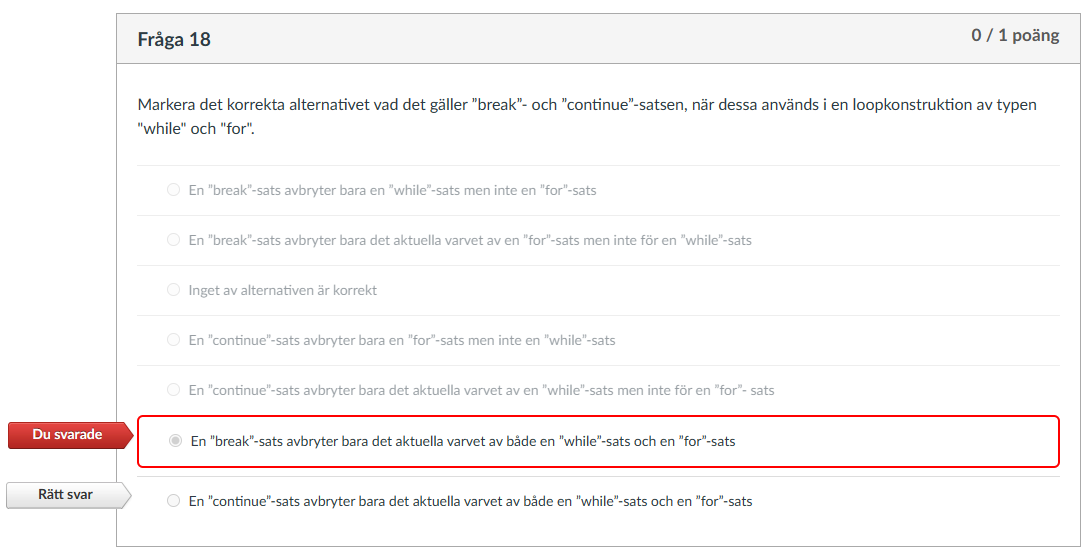 Fråga 18
0 / 1 poäng
Markera det korrekta alternativet vad det gäller ”break”- och ”continue”-satsen, när dessa används i en loopkonstruktion av typen
"while" och "for".
En ”break”-sats avbryter bara en ”while”-sats men inte en ”for”-sats
En ”break”-sats avbryter bara det aktuella varvet av en ”for”-sats men inte för en ”while”-sats
Inget av alternativen är korrekt
En ”continue”-sats avbryter bara en ”for”-sats men inte en ”while”-sats
En ”continue”-sats avbryter bara det aktuella varvet av en ”while”-sats men inte för en ”for”- sats
Du svarade
En ”break”-sats avbryter bara det aktuella varvet av både en ”while”-sats och en ”for”-sats
Rätt svar
En ”continue”-sats avbryter bara det aktuella varvet av både en ”while”-sats och en ”for”-sats